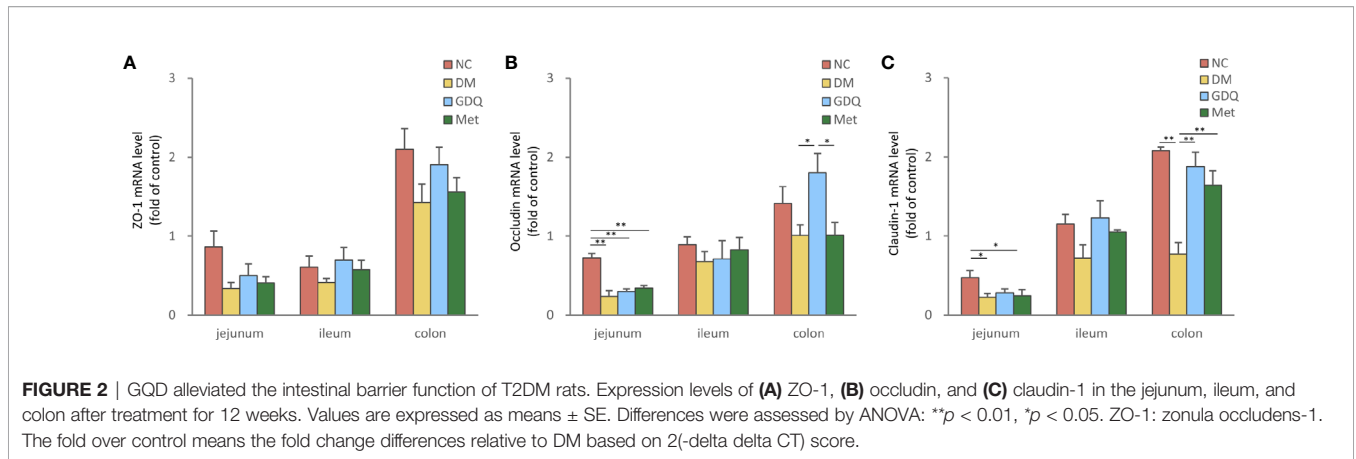 A
ZO-1 mRNA level
(fold of control)
3
2
1
0
NC
DM
GDQ
Met
jejunum
ileum
colon
B
Occludin mRNA level
(fold of control)
3
2
1
0
NC
DM
GDQ
Met
**
**
**
*
*
jejunum
ileum
colon
C
Claudin-1 mRNA level
(fold of control)
3
2
1
0
NC
DM
GDQ
Met
*
*
**
**
**
jejunum
ileum
colon
FIGURE 2 | GQD alleviated the intestinal barrier function of T2DM rats. Expression levels of (A) ZO-1, (B) occludin, and (C) claudin-1 in the jejunum, ileum, and
colon after treatment for 12 weeks. Values are expressed as means ± SE. Differences were assessed by ANOVA: **p < 0.01, *p < 0.05. ZO-1: zonula occludens-1.
The fold over control means the fold change differences relative to DM based on 2(-delta delta CT) score.